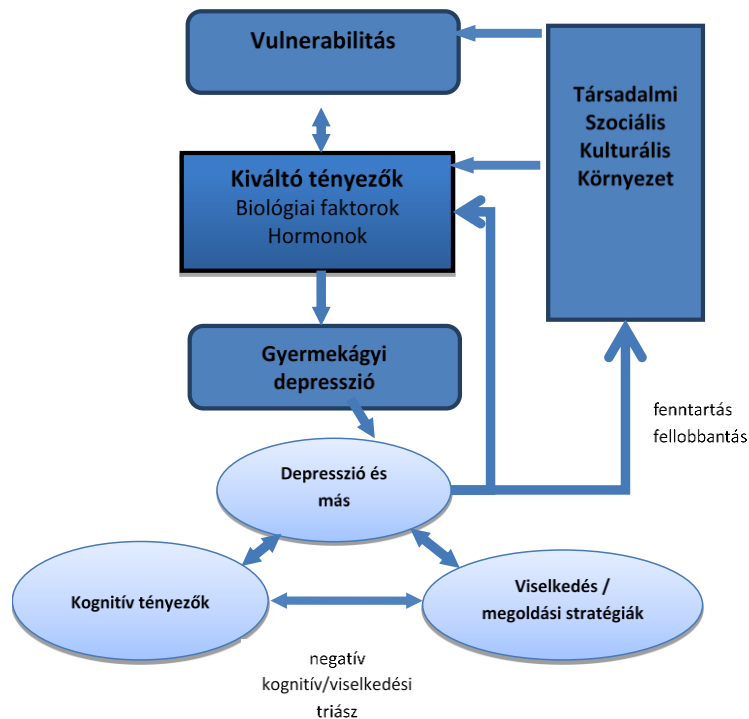 Vulnerabilitás
Társadalmi
Szociális
Kulturális
Környezet
Kiváltó tényezők
Biológiai faktorok
Hormonok
Gyermekágyi
depresszió
fenntartás
fellobbantás
Depresszió és
más
Kognitív tényezők
Viselkedés /
megoldási stratégiák
negatív
kognitív/viselkedési
triász